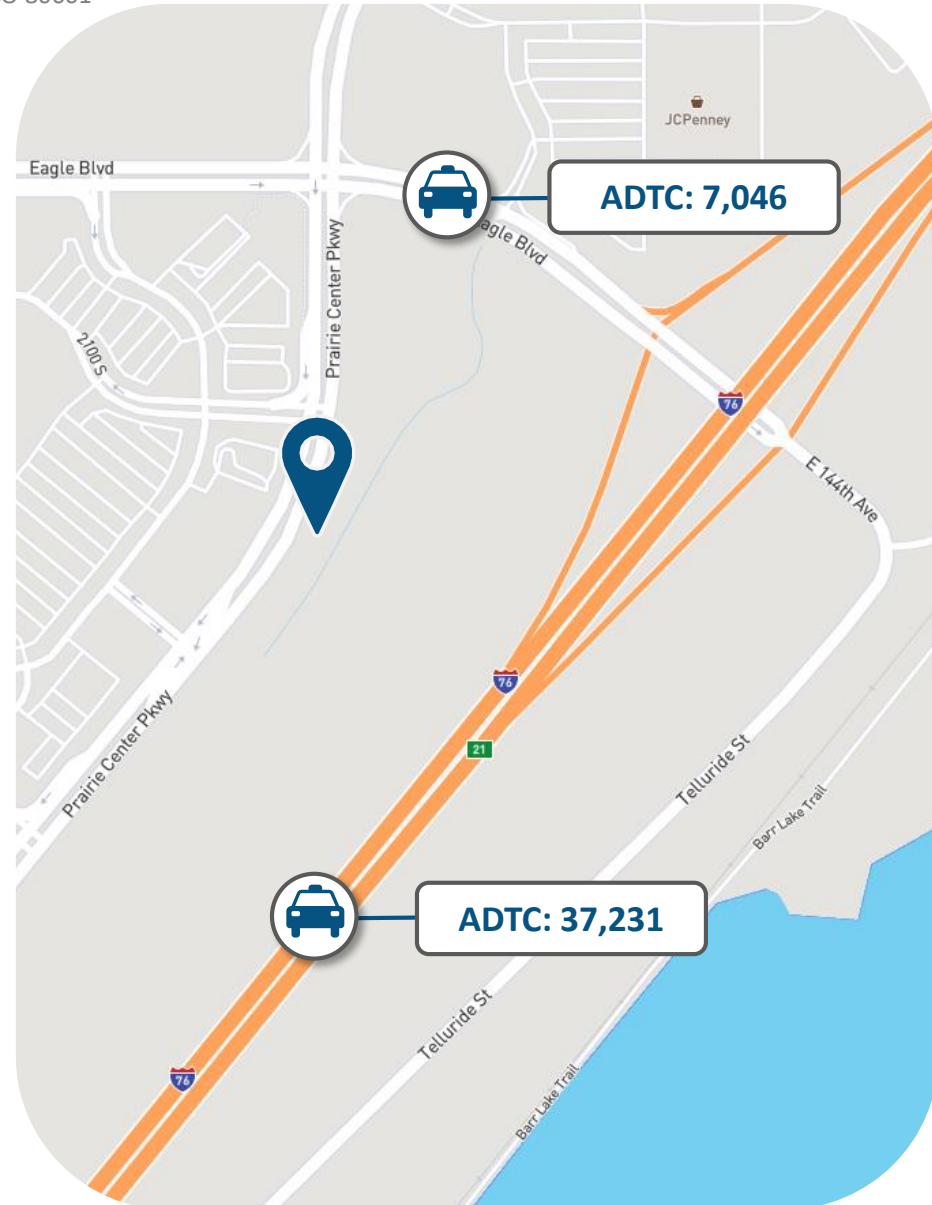 JCPenney
Eagle Blvd
ADTC: 7,046
Eagle Blvd
Prairie Center Pkwy
2100 S
76
E 144th Ave
76
21
Prairie Center Pkwy
Telluride St
Barr Lake Trail
ADTC: 37,231
Telluride St
76
Barr Lake Trail